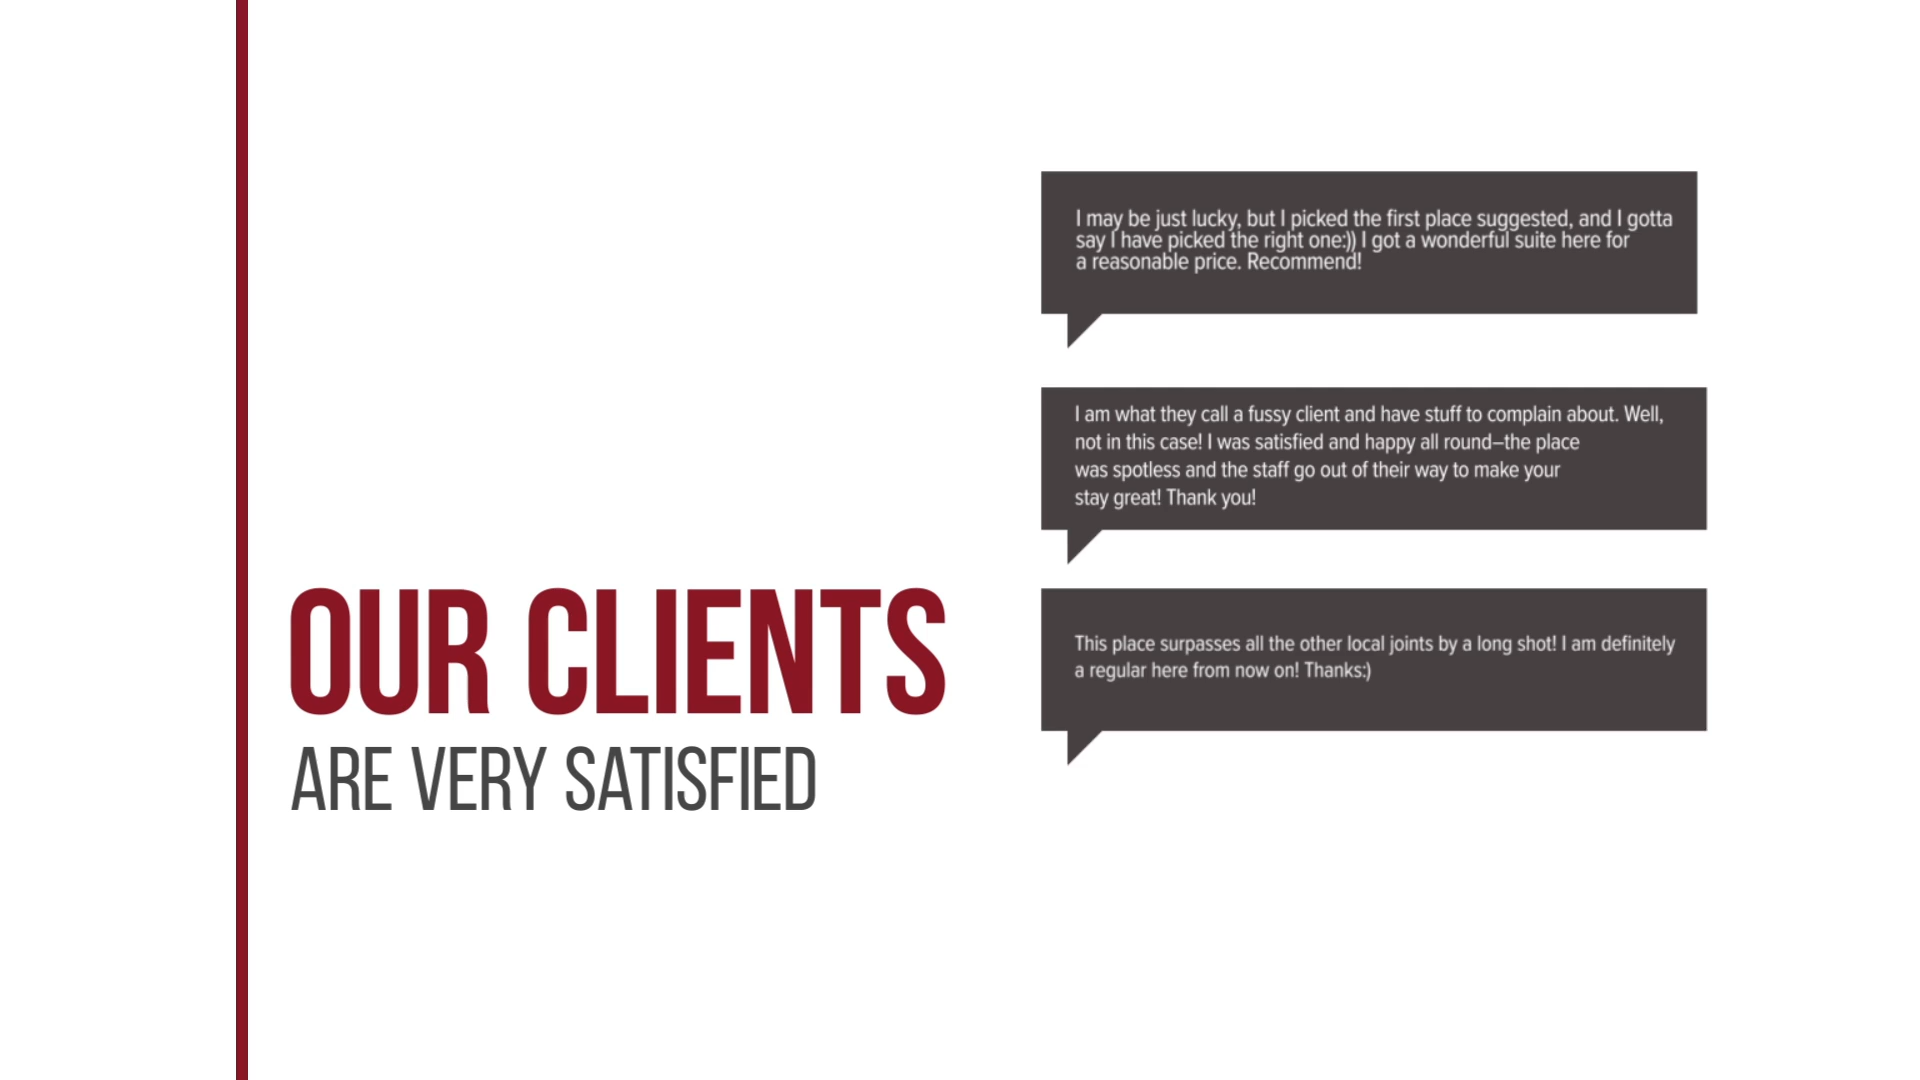 OUR CLIENTS
ARE VERY SATISFIED
I may be just lucky, but I picked the first place suggested, and I gotta
say I have picked the right one:)) I got a wonderful suite here for
a reasonable price. Recommend!
I am what they call a fussy client and have stuff to complain about. Well,
not in this case! I was satisfied and happy all round–the place
was spotless and the staff go out of their way to make your
stay great! Thank you!
This place surpasses all the other local joints by a long shot! I am definitely
a regular here from now on! Thanks:)